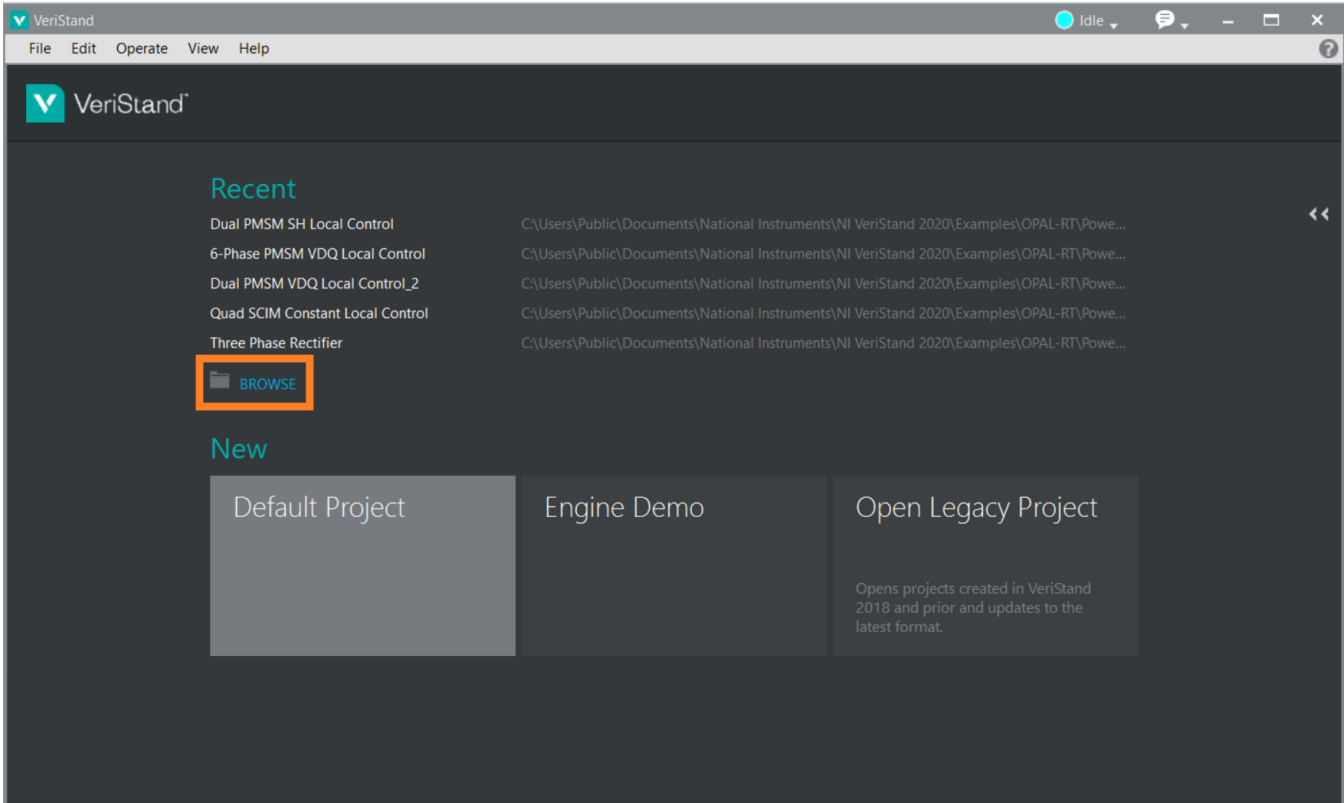 VeriStand
Idle
File Edit Operate View Help
VeriStand™
Recent
Dual PMSM SH Local Control C:\Users\Public\Documents\National Instruments\NI VeriStand 2020\Examples\OPAL-RT\Powe...
6-Phase PMSM VDQ Local Control C:\Users\Public\Documents\National Instruments\NI VeriStand 2020\Examples\OPAL-RT\Powe...
Dual PMSM VDQ Local Control_2 C:\Users\Public\Documents\National Instruments\NI VeriStand 2020\Examples\OPAL-RT\Powe...
Quad SCIM Constant Local Control C:\Users\Public\Documents\National Instruments\NI VeriStand 2020\Examples\OPAL-RT\Powe...
Three Phase Rectifier C:\Users\Public\Documents\National Instruments\NI VeriStand 2020\Examples\OPAL-RT\Powe...
BROWSE
New
Default Project
Engine Demo
Open Legacy Project
Opens projects created in VeriStand
2018 and prior and updates to the
latest format.